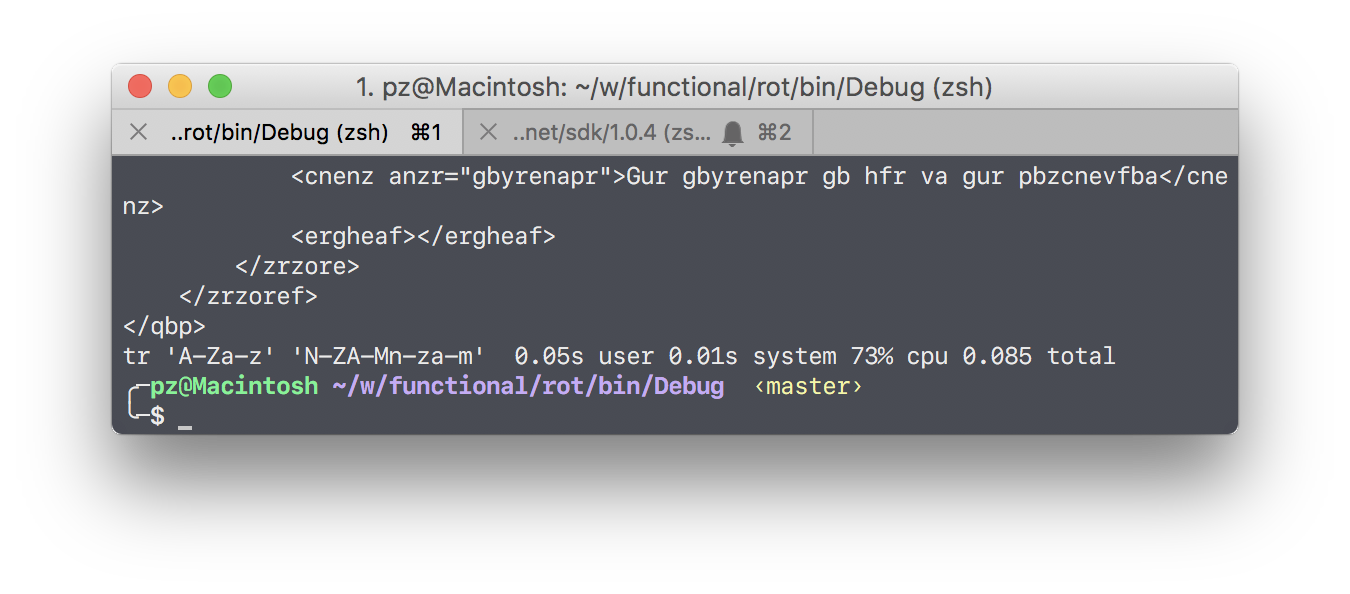 1. pz@Macintosh: ~/w/functional/rot/bin/Debug (zsh)
..rot/bin/Debug (zsh) ⌘1
..net/sdk/1.0.4 (zs... ⌘2
<cnenz anzr="gbyrenapr">Gur gbyrenapr gb hfr va gur pbzcnevfba</cne
nz>
<ergheaf></ergheaf>
</zrzore>
</zrzoref>
</qbp>
tr 'A-Za-z' 'N-ZA-Mn-za-m'  0.05s user 0.01s system 73% cpu 0.085 total
╭─pz@Macintosh ~/w/functional/rot/bin/Debug  ‹master›
╰─$ _